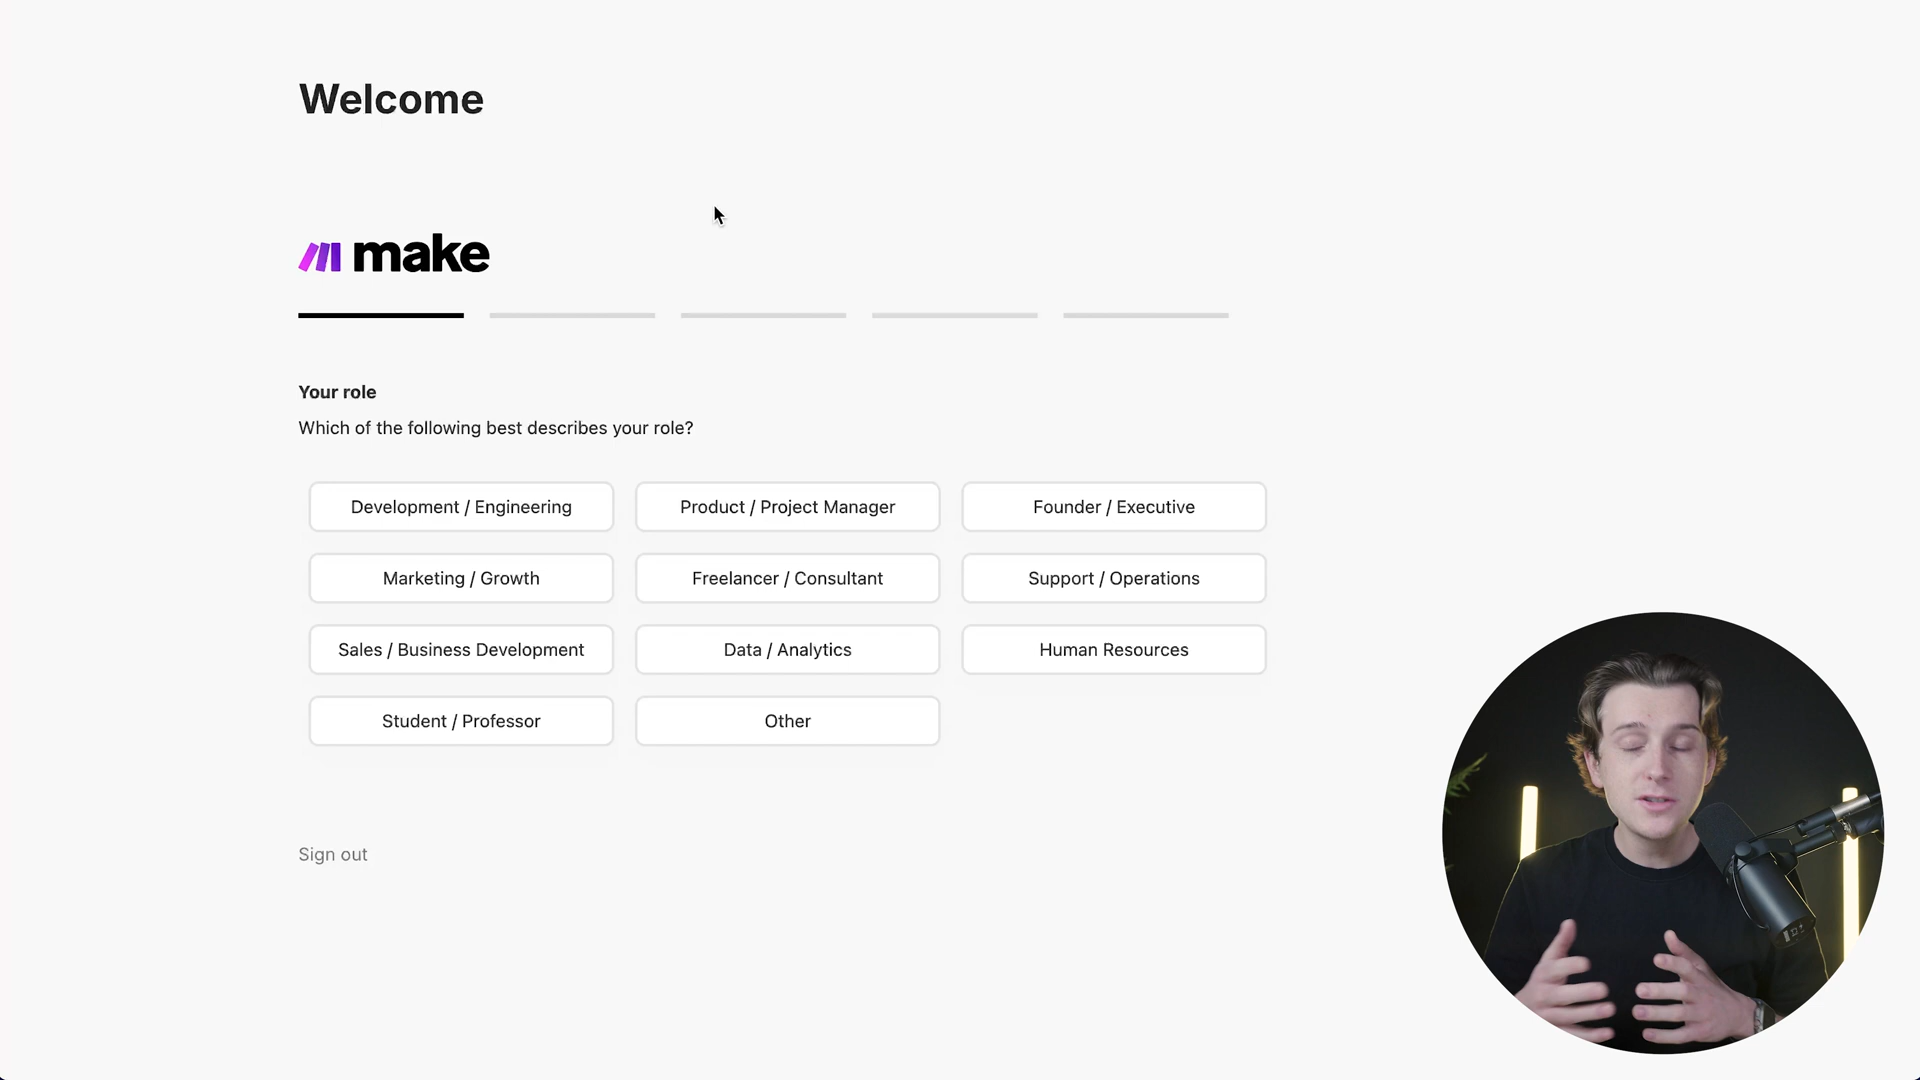 Welcome
make
Your role
Which of the following best describes your role?
Development / Engineering
Product / Project Manager
Founder / Executive
Marketing / Growth
Freelancer / Consultant
Support / Operations
Sales / Business Development
Data / Analytics
Human Resources
Student / Professor
Other
Sign out